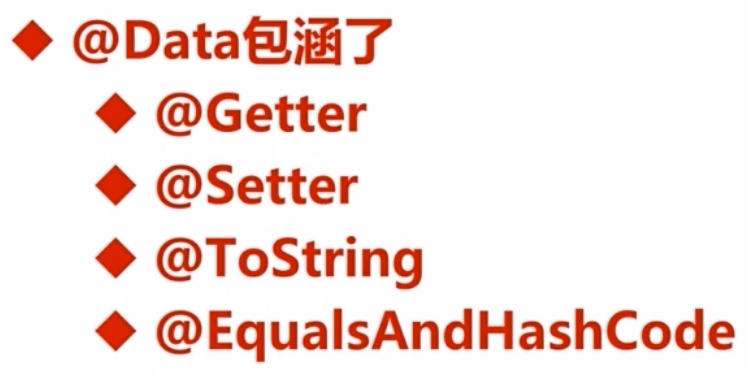 @Data包涵了
@Getter
@Setter
@ToString
@EqualsAndHashCode